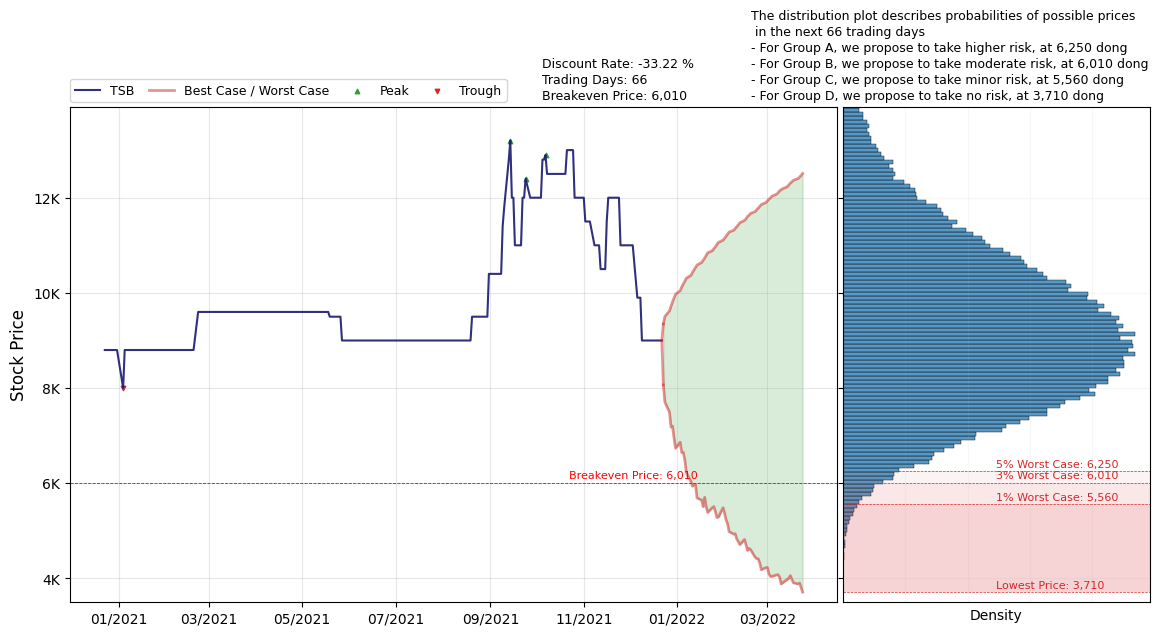 The distribution plot describes probabilities of possible prices
in the next 66 trading days
- For Group A, we propose to take higher risk, at 6,250 dong
- For Group B, we propose to take moderate risk, at 6,010 dong
- For Group C, we propose to take minor risk, at 5,560 dong
- For Group D, we propose to take no risk, at 3,710 dong
Discount Rate: -33.22 %
Trading Days: 66
Breakeven Price: 6,010
TSB
Best Case / Worst Case
Peak
Trough
Stock Price
12K
10K
8K
6K
4K
Breakeven Price: 6,010
5% Worst Case: 6,250
3% Worst Case: 6,010
1% Worst Case: 5,560
Lowest Price: 3,710
01/2021
03/2021
05/2021
07/2021
09/2021
11/2021
01/2022
03/2022
Density